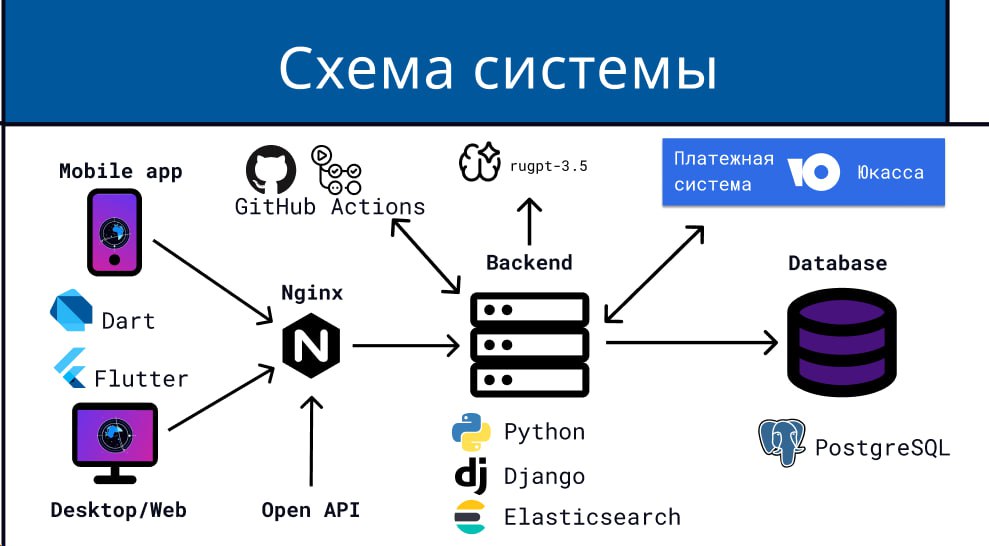 Схема системы
Mobile app
GitHub Actions
rugpt-3.5
Платежная
система
ЮКасса
Backend
Database
Nginx
Dart
Flutter
Python
Django
Elasticsearch
PostgreSQL
Desktop/Web
Open API
dj
N